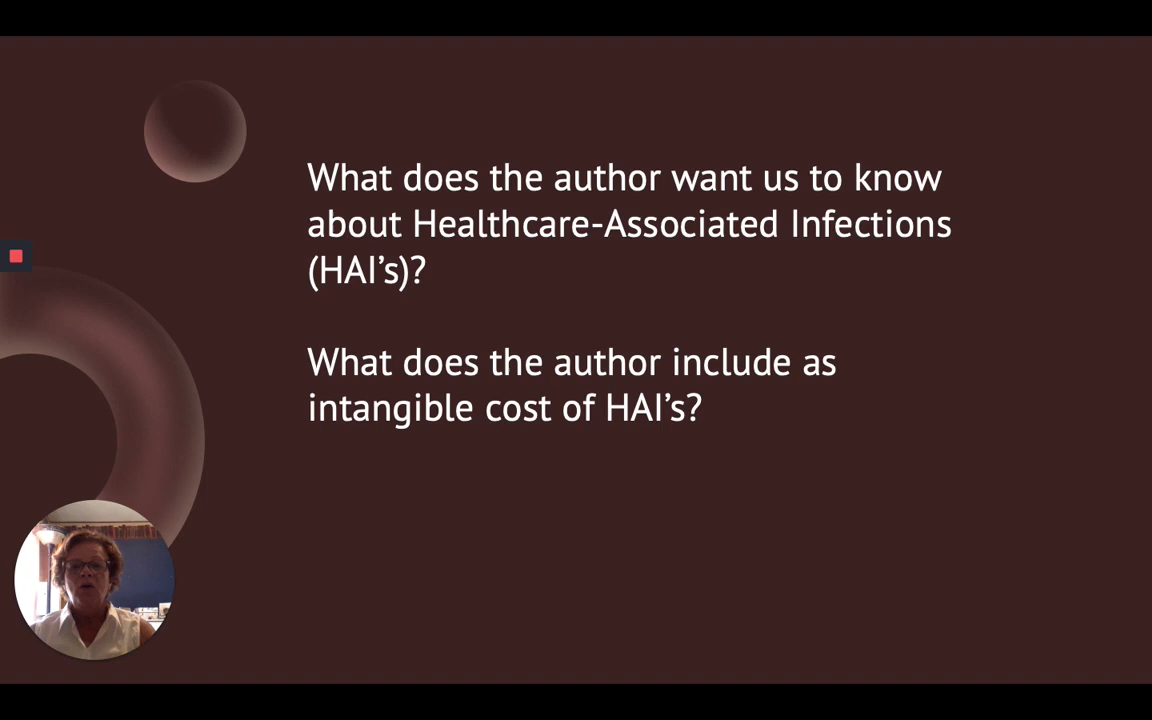 What does the author want us to know
about Healthcare-Associated Infections
(HAI’s)?
What does the author include as
intangible cost of HAI’s?